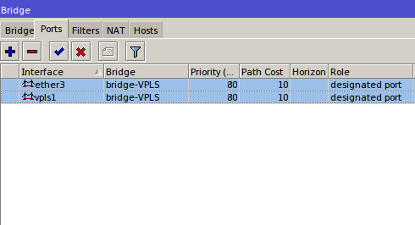 Bridge
Bridge Ports Filters NAT Hosts
Interface Bridge Priority (... Path Cost Horizon Role
ether3 bridge-VPLS 80 10 designated port
vpls1 bridge-VPLS 80 10 designated port